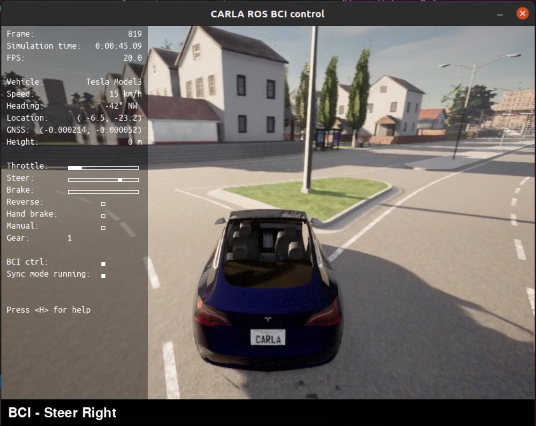 CARLA ROS BCI control
Frame: 819
Simulation time: 0:00:45.09
FPS: 20.0
Vehicle: Tesla Model3
Speed: 15 km/h
Heading: -42° NW
Location: ( -6.5, -23.2)
GNSS: (-0.000214, -0.000052)
Height: 0 m
Throttle:
Steer:
Brake:
Reverse:
Hand brake:
Manual:
Gear: 1
BCI ctrl:
Sync mode running:
Press <H> for help
CARLA
BCI - Steer Right